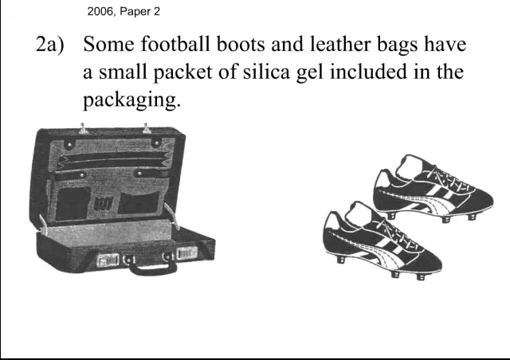 2006, Paper 2
2a) Some football boots and leather bags have
a small packet of silica gel included in the
packaging.